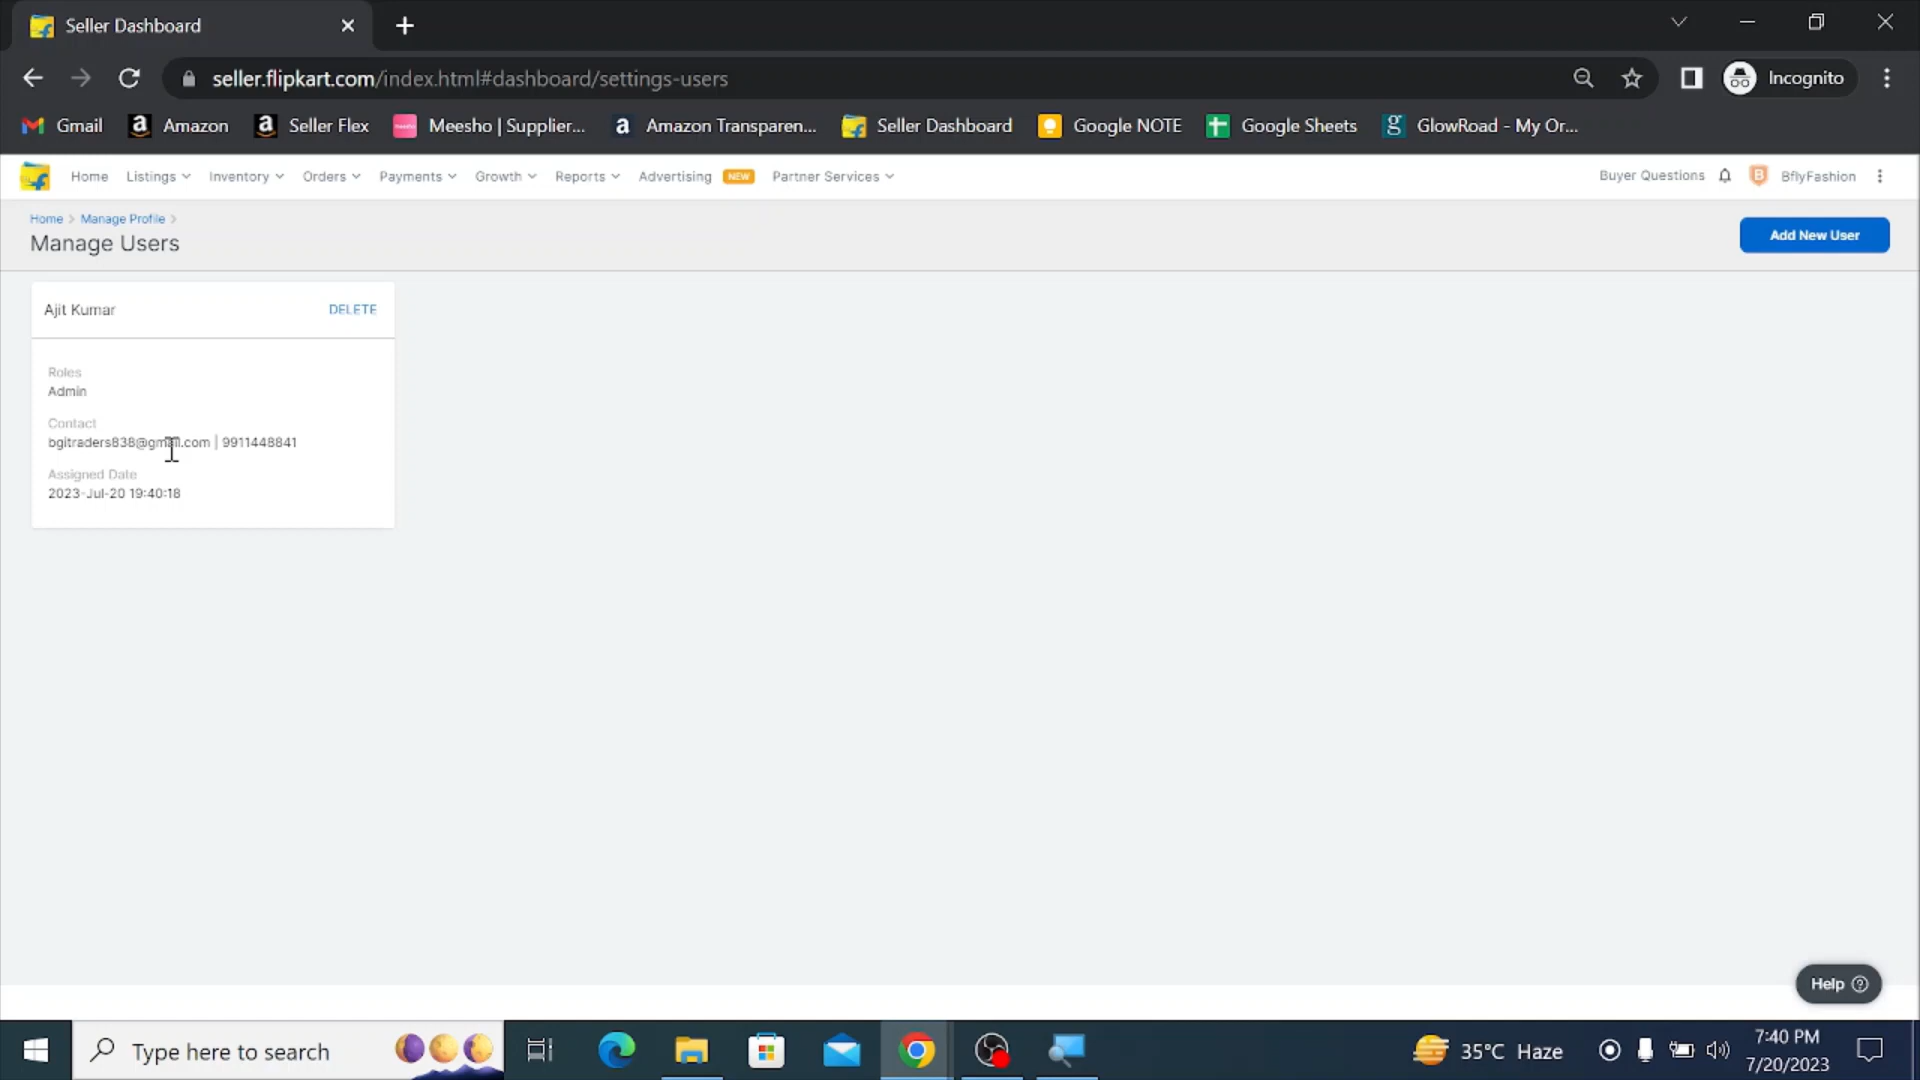 Seller Dashboard
seller.flipkart.com/index.html#dashboard/settings-users
Incognito
Gmail
Amazon
Seller Flex
Meesho | Supplier...
Amazon Transparen...
Seller Dashboard
Google NOTE
Google Sheets
GlowRoad - My Or...
Home Listings Inventory Orders Payments Growth Reports Advertising NEW Partner Services
Buyer Questions
BflyFashion
Home > Manage Profile >
Manage Users
Add New User
Ajit Kumar
DELETE
Roles
Admin
Contact
bgitraders838@gmail.com | 9911448841
Assigned Date
2023-Jul-20 19:40:18
Help
Type here to search
35°C Haze
7:40 PM
7/20/2023